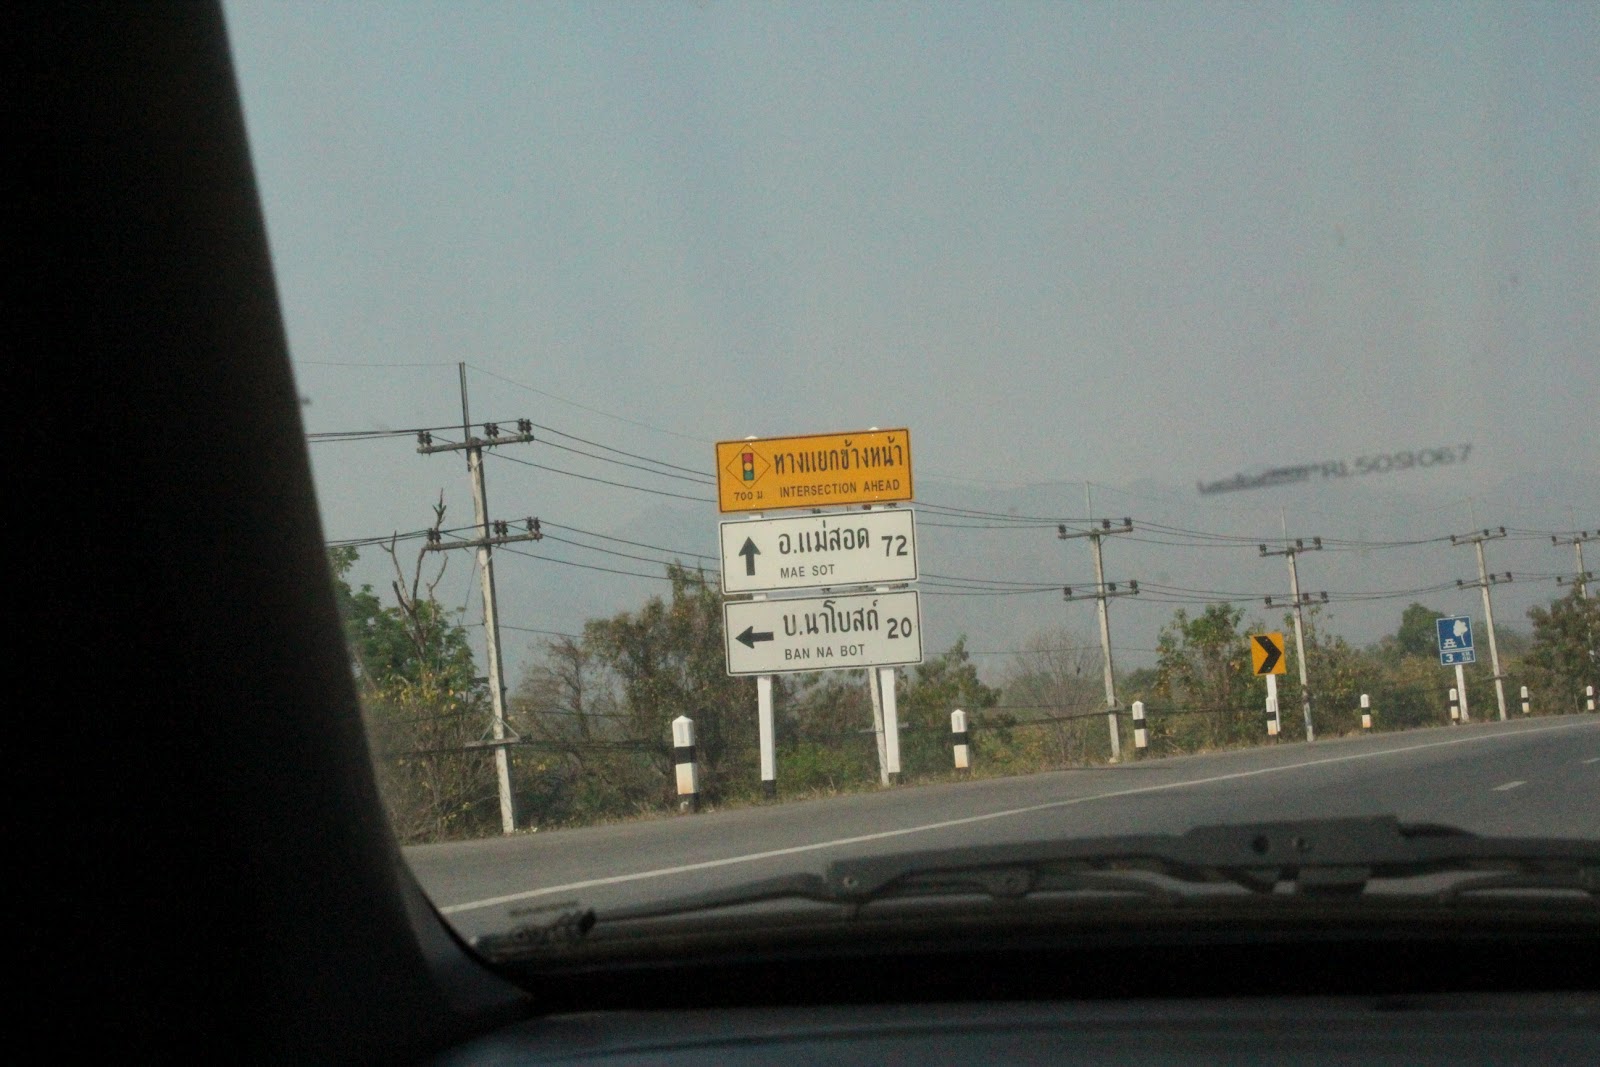 ทางแยกข้างหน้า
700 ม INTERSECTION AHEAD
อ.แม่สอด 72
MAE SOT
บ.นาโบสถ์ 20
BAN NA BOT
3